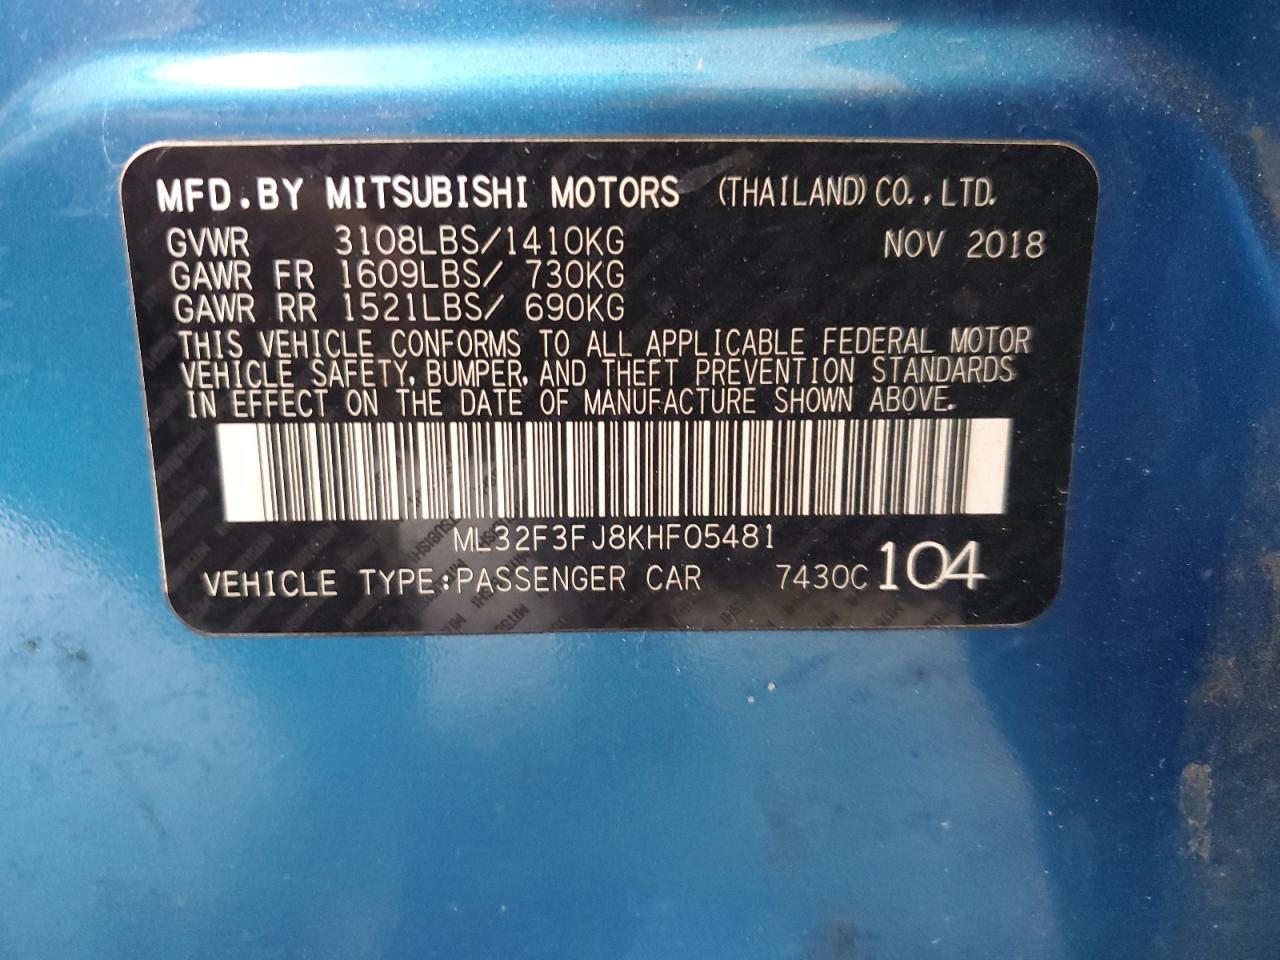 MFD.BY MITSUBISHI MOTORS (THAILAND) CO.,LTD.
GVWR 3108LBS/1410KG NOV 2018
GAWR FR 1609LBS/ 730KG
GAWR RR 1521LBS/ 690KG
THIS VEHICLE CONFORMS TO ALL APPLICABLE FEDERAL MOTOR
VEHICLE SAFETY, BUMPER, AND THEFT PREVENTION STANDARDS
IN EFFECT ON THE DATE OF MANUFACTURE SHOWN ABOVE.
ML32F3FJ8KHF05481
VEHICLE TYPE:PASSENGER CAR 7430C 104